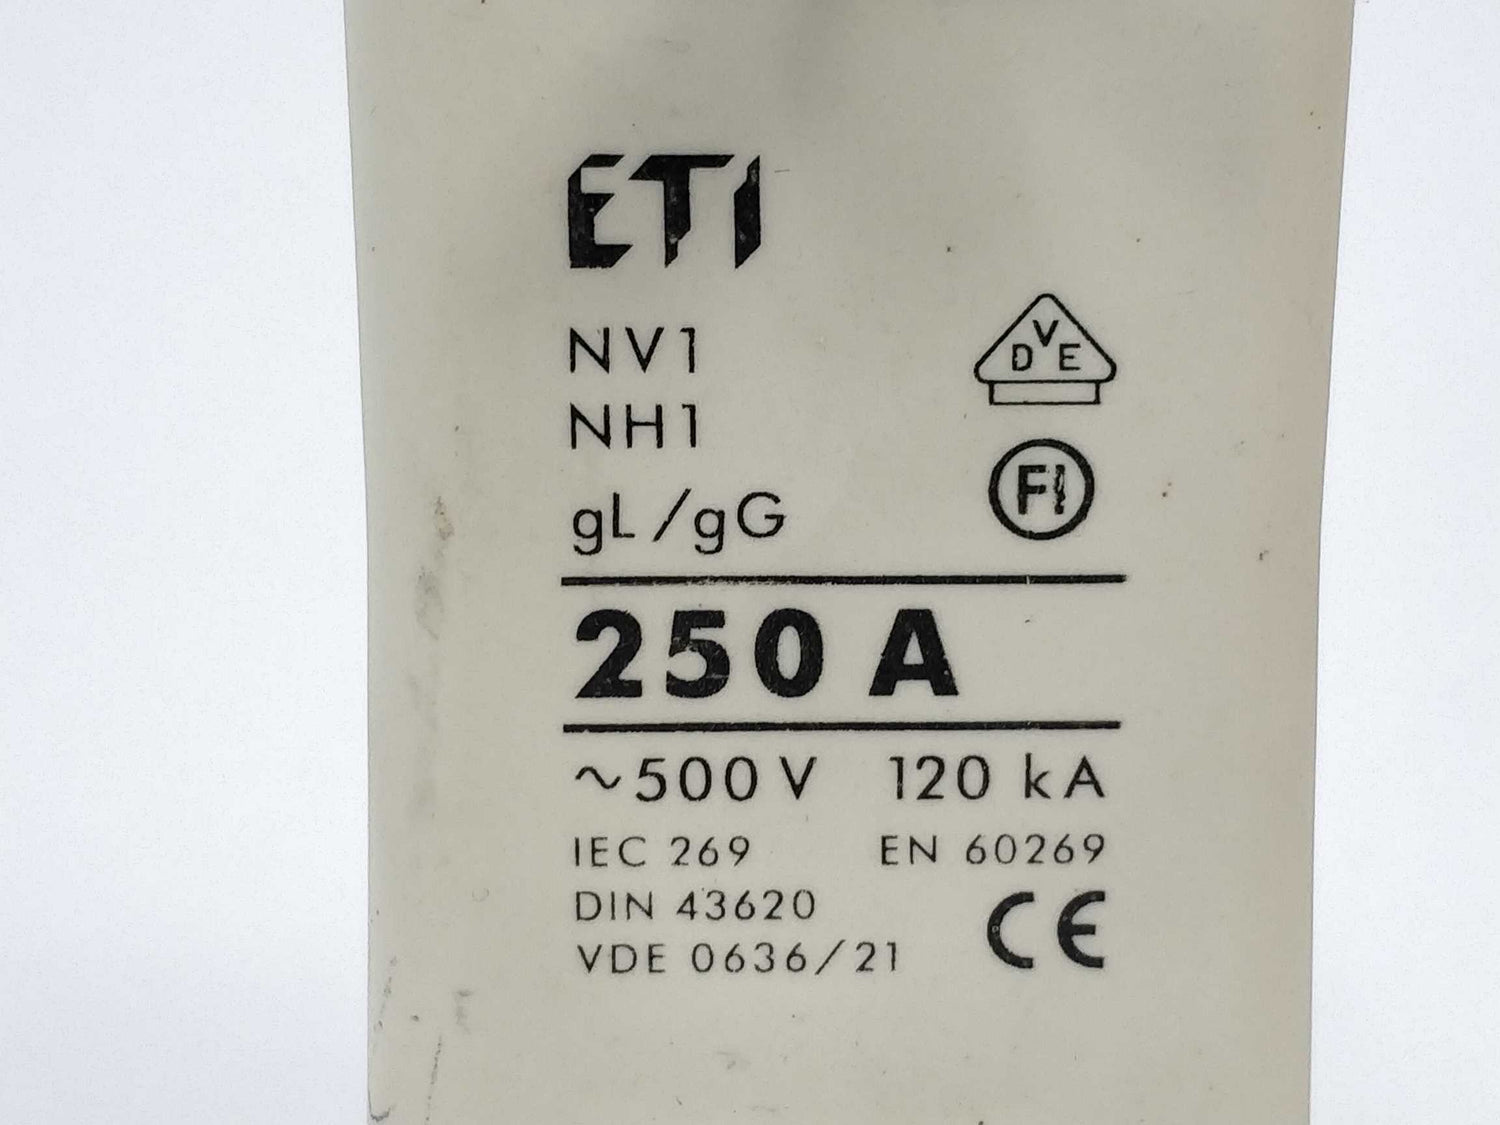 ETI
NV1
NH1
gL/gG
VDE
FI
250 A
~500 V 120 kA
IEC 269 EN 60269
DIN 43620
VDE 0636/21
CE